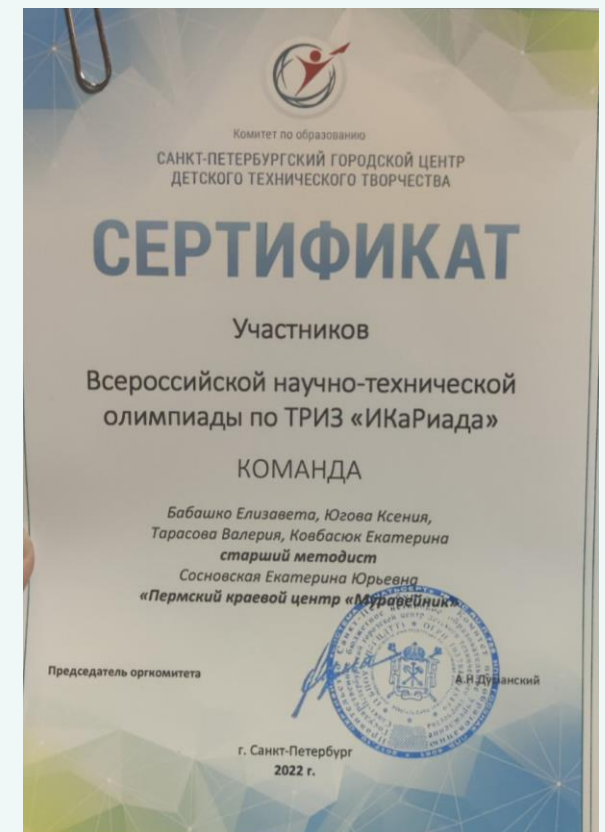 Комитет по образованию
САНКТ-ПЕТЕРБУРГСКИЙ ГОРОДСКОЙ ЦЕНТР
ДЕТСКОГО ТЕХНИЧЕСКОГО ТВОРЧЕСТВА
СЕРТИФИКАТ
Участников
Всероссийской научно-технической
олимпиады по ТРИЗ «ИКаРиада»
КОМАНДА
Бабашко Елизавета, Югова Ксения,
Тарасова Валерия, Ковбасюк Екатерина
старший методист
Сосновская Екатерина Юрьевна
«Пермский краевой центр «Муравейник»
Председатель оргкомитета
А.Н.Думанский
г. Санкт-Петербург
2022 г.